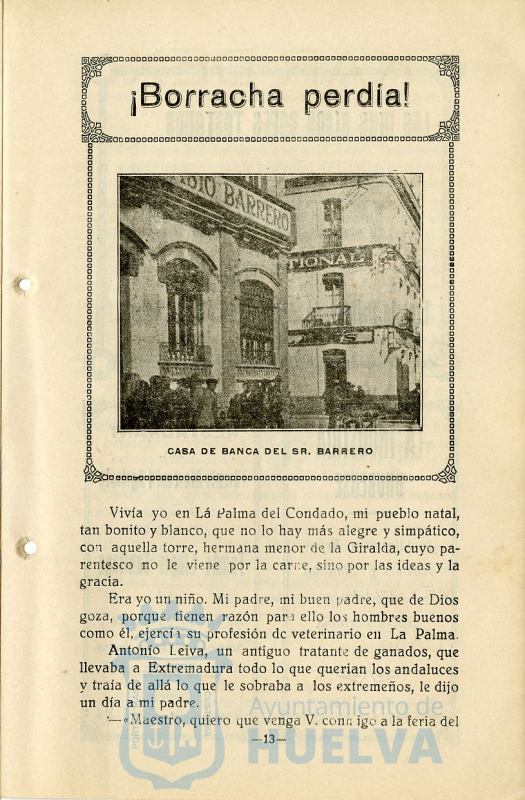 ¡Borracha perdía!
BARRERO
TIONAL
CASA DE BANCA DEL SR. BARRERO
Vivía yo en Lá Palma del Condado, mi pueblo natal,
tan bonito y blanco, que no lo hay más alegre y simpático,
con aquella torre, hermana menor de la Giralda, cuyo pa-
rentesco no le viene por la carne, sino por las ideas y la
gracia.
Era yo un niño. Mi padre, mi buen padre, que de Dios
goza, porque tienen razón para ello los hombres buenos
como él, ejercía su profesión de veterinario en La Palma.
Antonio Leiva, un antiguo tratante de ganados, que
llevaba a Extremadura todo lo que querian los andaluces
y traía de allá lo que le sobraba a los extremeños, le dijo
un día a mi padre.
—«Maestro, quiero que venga V. conmigo a la feria del
—13—
Ayuntamiento de
HUELVA